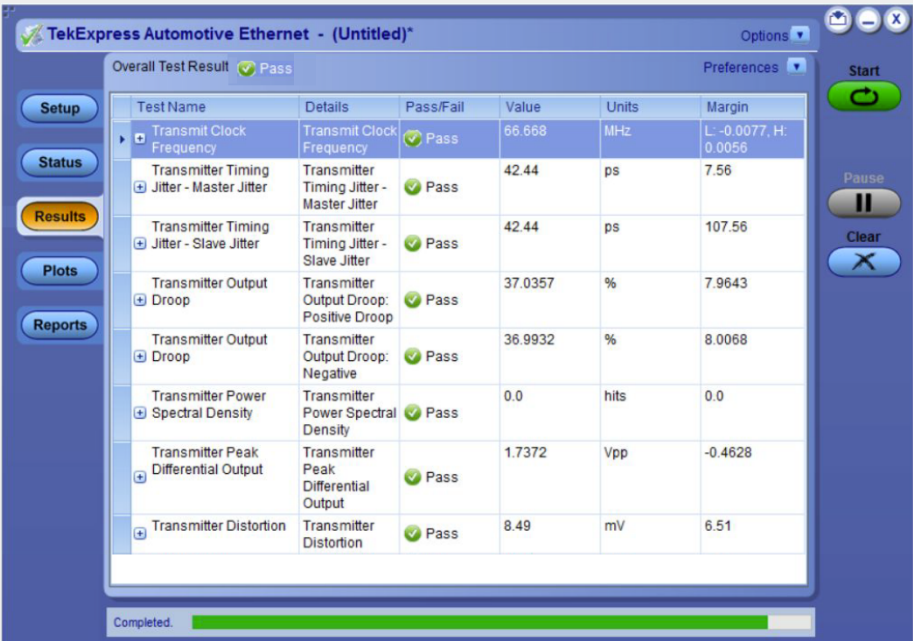 TekExpress Automotive Ethernet - (Untitled)*
Options
Overall Test Result Pass
Preferences
Start
Setup
Status
Results
Plots
Reports
Pause
Clear
Test Name Details Pass/Fail Value Units Margin
Transmit Clock Frequency Transmit Clock Frequency Pass 66.668 MHz L: -0.0077, H: 0.0056
Transmitter Timing Jitter - Master Jitter Transmitter Timing Jitter - Master Jitter Pass 42.44 ps 7.56
Transmitter Timing Jitter - Slave Jitter Transmitter Timing Jitter - Slave Jitter Pass 42.44 ps 107.56
Transmitter Output Droop Transmitter Output Droop: Positive Droop Pass 37.0357 % 7.9643
Transmitter Output Droop Transmitter Output Droop: Negative Pass 36.9932 % 8.0068
Transmitter Power Spectral Density Transmitter Power Spectral Density Pass 0.0 hits 0.0
Transmitter Peak Differential Output Transmitter Peak Differential Output Pass 1.7372 Vpp -0.4628
Transmitter Distortion Transmitter Distortion Pass 8.49 mV 6.51
Completed.